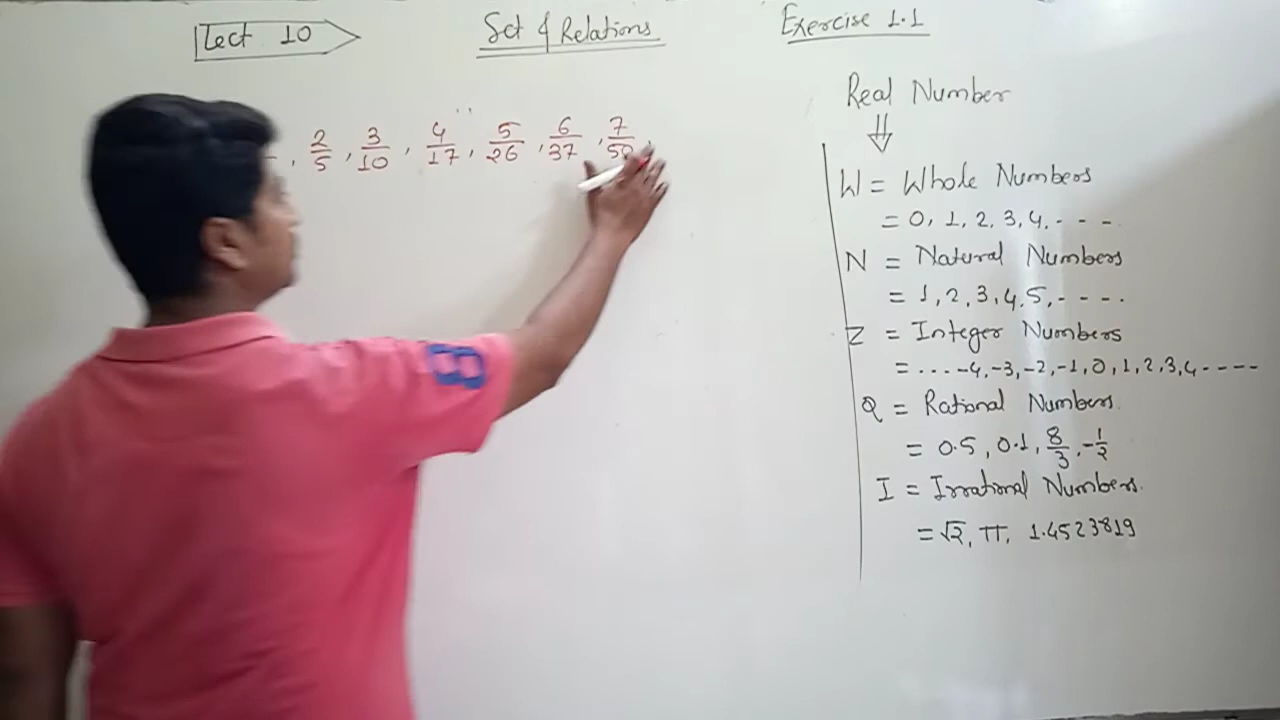 Lect 10
Set & Relations
Exercise 1.1
, 2/5, 3/10, 4/17, 5/26, 6/37, 7/50,
Real Number
⇓
W = Whole Numbers
= 0, 1, 2, 3, 4, - - -
N = Natural Numbers
= 1, 2, 3, 4, 5, - - - -
Z = Integer Numbers
= .... -4, -3, -2, -1, 0, 1, 2, 3, 4 - - - -
Q = Rational Numbers
= 0.5, 0.1, 8/3, -1/2
I = Irrational Numbers.
= √2, π, 1.4523819
B